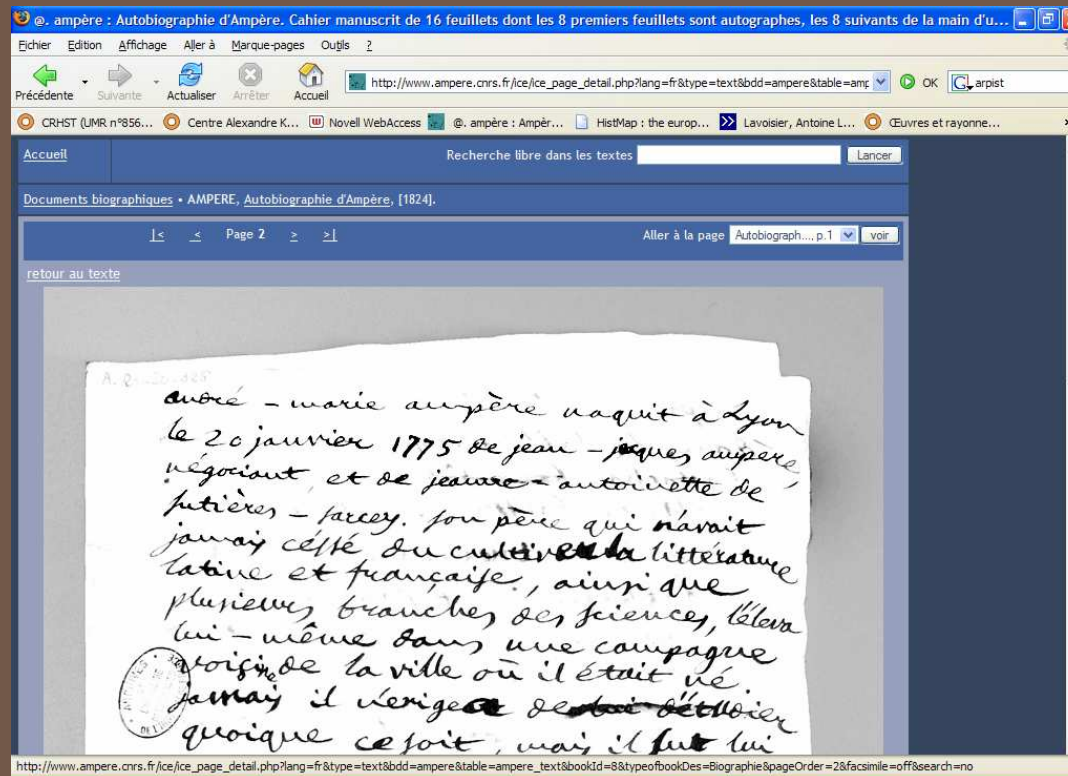 @. ampère : Autobiographie d'Ampère. Cahier manuscrit de 16 feuillets dont les 8 premiers feuillets sont autographes, les 8 suivants de la main d'u...
Fichier Edition Affichage Aller à Marque-pages Outils ?
Précédente Suivante Actualiser Arrêter Accueil http://www.ampere.cnrs.fr/ice/ice_page_detail.php?lang=fr&type=text&bdd=ampere&table=amp OK G arpist
CRHST (UMR n°856... Centre Alexandre K... Novell WebAccess @. ampère : Ampèr... HistMap : the europ... Lavoisier, Antoine L... Œuvres et rayonne...
Accueil Recherche libre dans les textes Lancer
Documents biographiques • AMPERE, Autobiographie d'Ampère, [1824].
|< < Page 2 > >| Aller à la page Autobiograph..., p.1 voir
retour au texte
andré - marie ampère naquit à Lyon
le 20 janvier 1775 de jean - jaques ampère,
négociant et de jeanne - antoinette de
sutières - sarcey. son père qui n'avait
jamais céssé du cultiver la littérature
latine et française, ainsi que
plusieurs branches des sciences, l'éleva
lui - même dans une campagne
voisine de la ville où il était né.
jamais il n'exigea d'étudier
quoique ce soit, mais il fut lui
http://www.ampere.cnrs.fr/ice/ice_page_detail.php?lang=fr&type=text&bdd=ampere&table=ampere_text&bookId=8&typeofbookDes=Biographie&pageOrder=2&facsimile=off&search=no